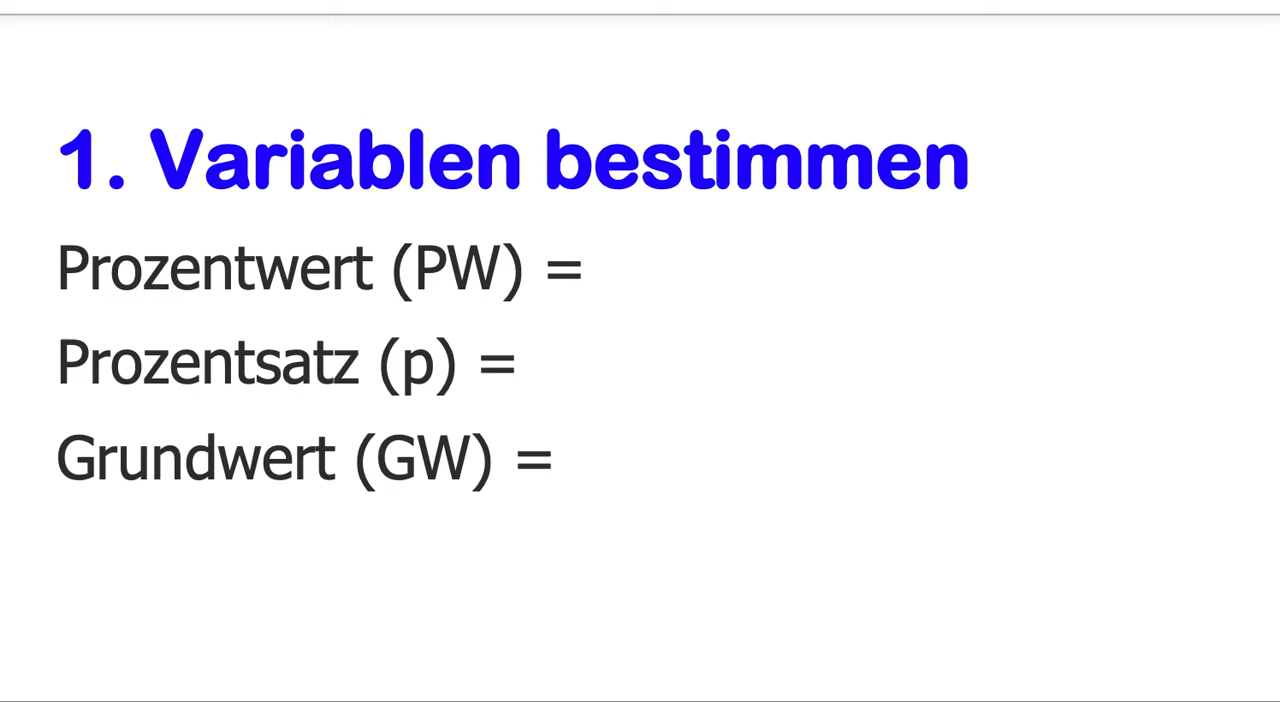 1. Variablen bestimmen
Prozentwert (PW) =
Prozentsatz (p) =
Grundwert (GW) =